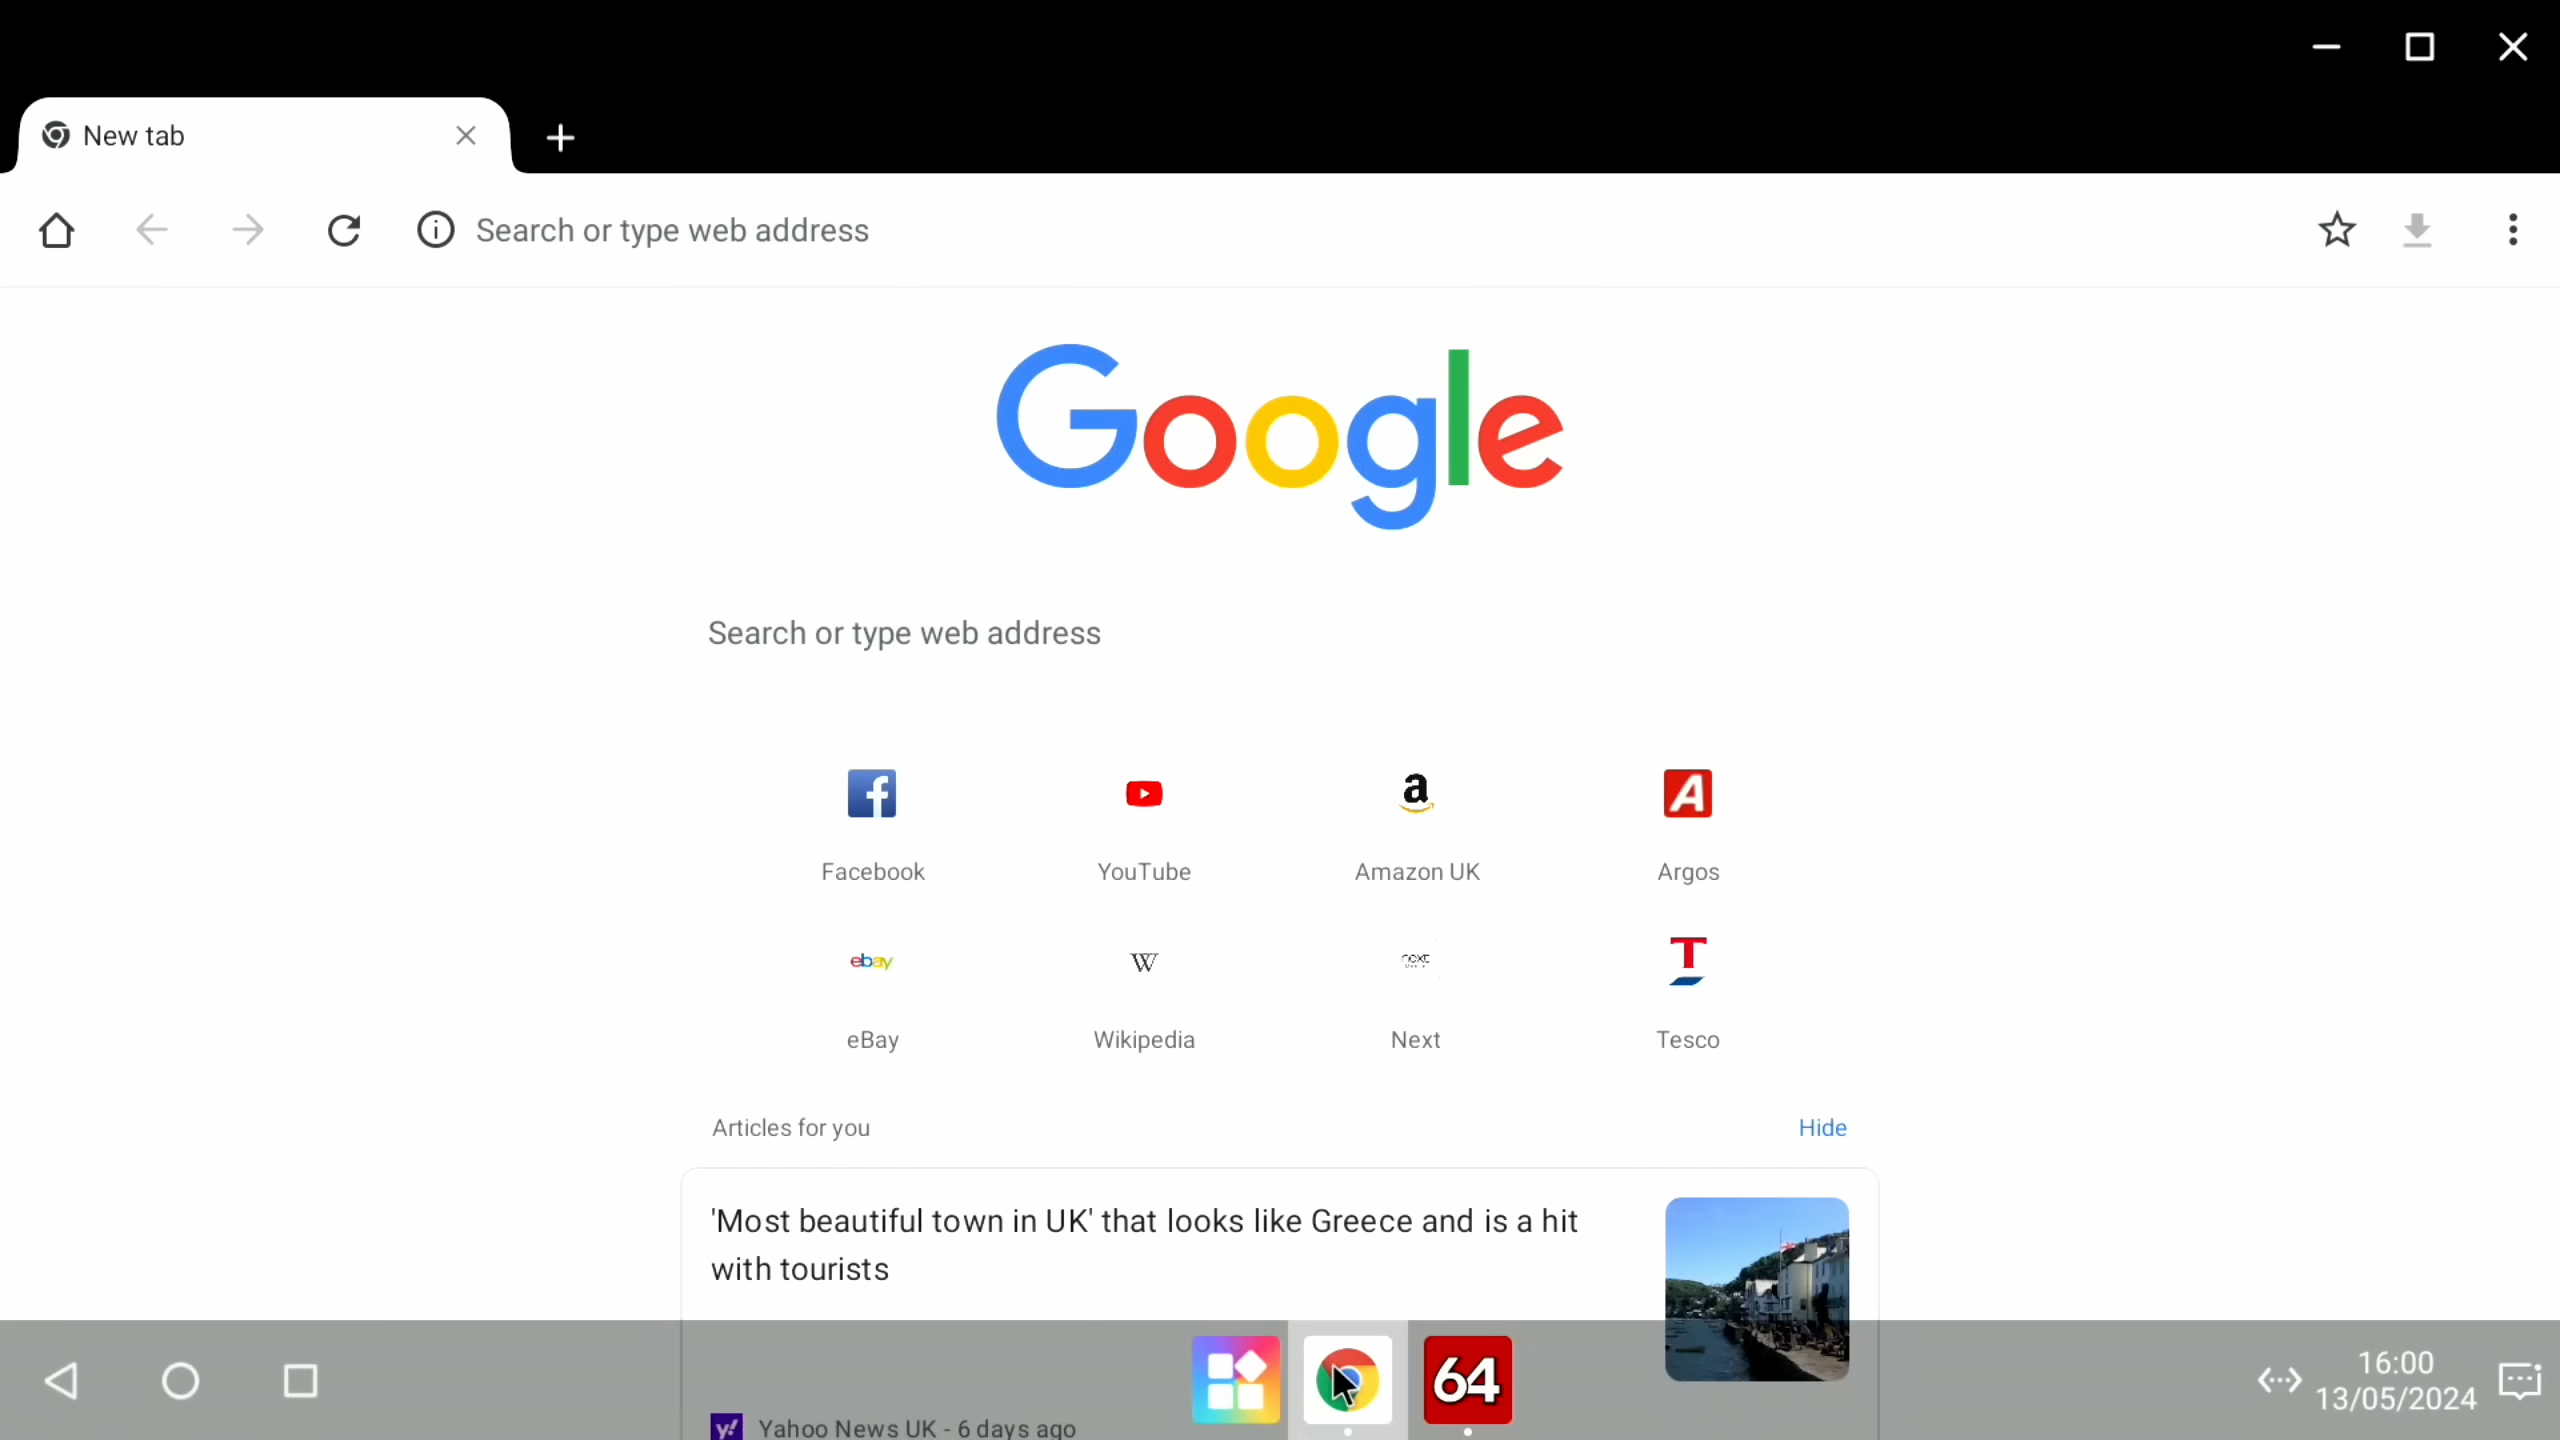 New tab
Search or type web address
Google
Search or type web address
Facebook
YouTube
Amazon UK
Argos
ebay
W
next
T
eBay
Wikipedia
Next
Tesco
Articles for you
Hide
'Most beautiful town in UK' that looks like Greece and is a hit
with tourists
y!
Yahoo News UK - 6 days ago
64
16:00
13/05/2024